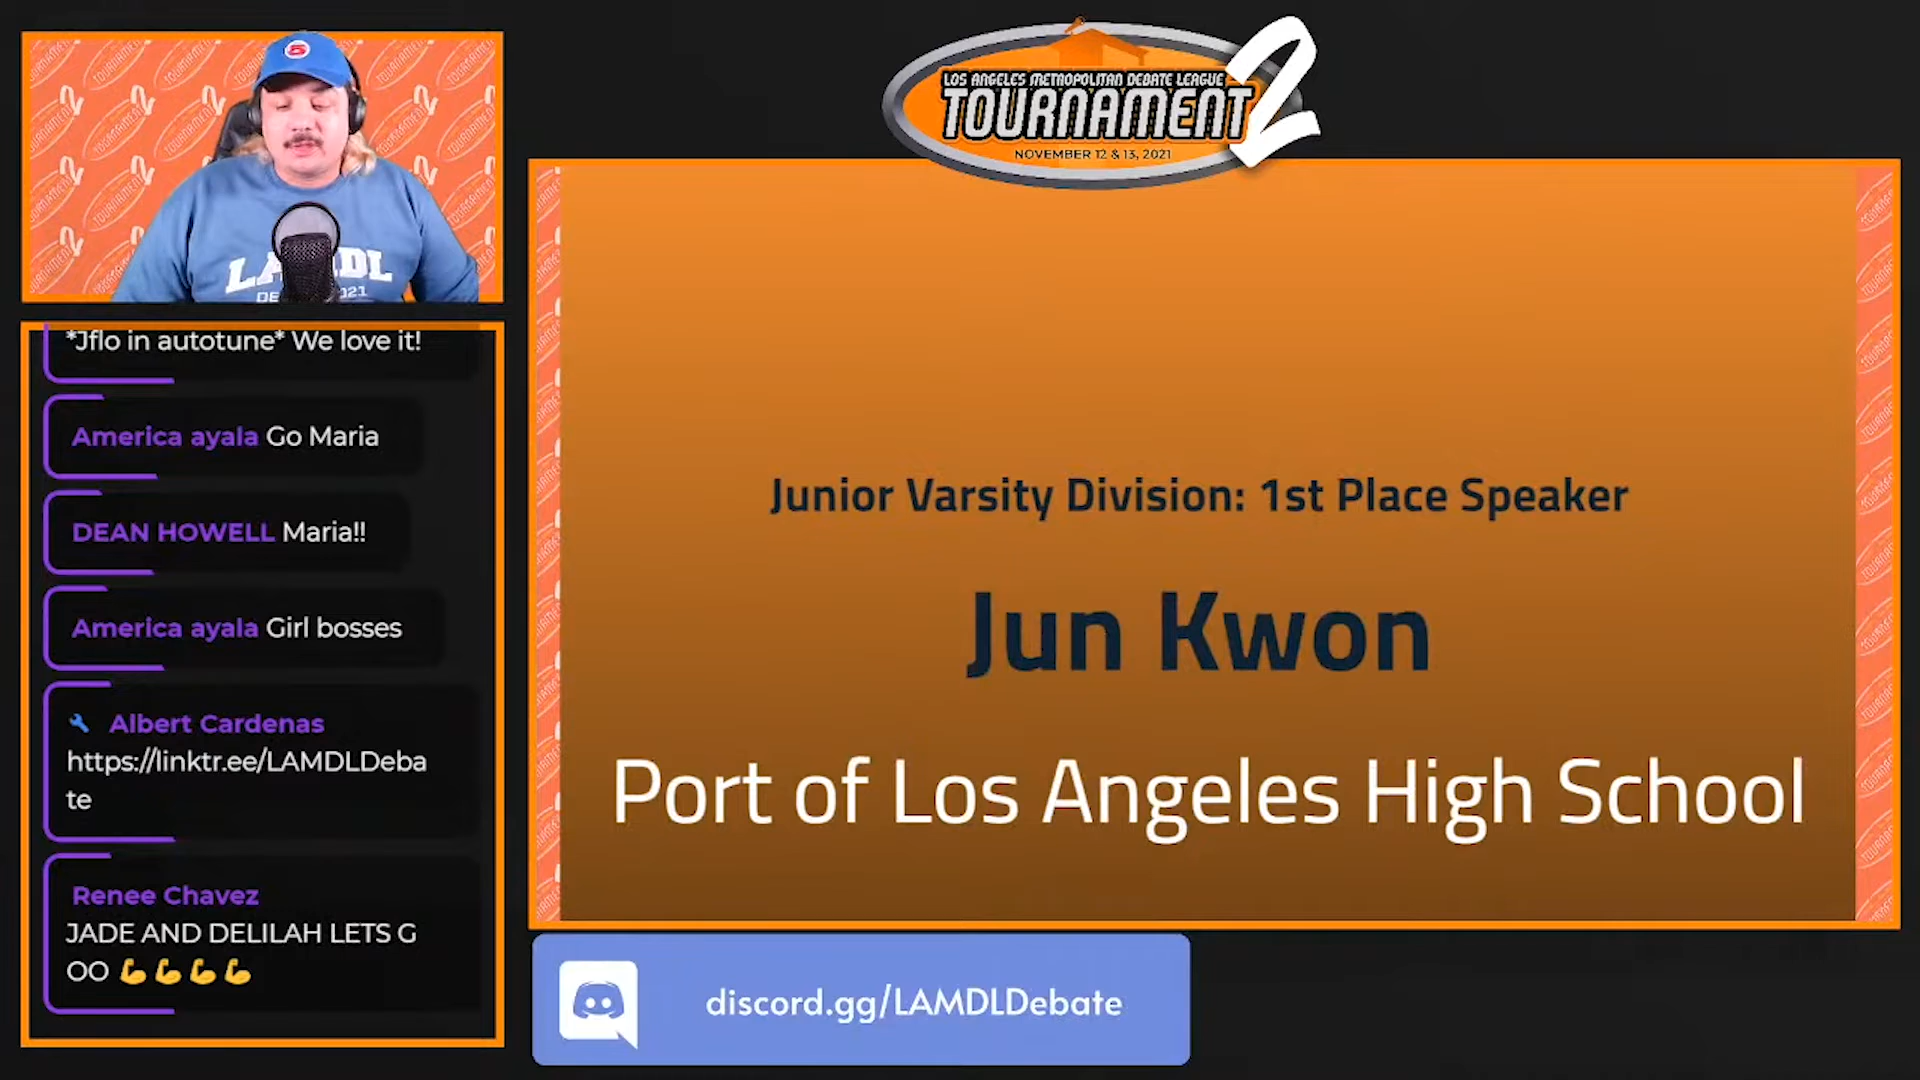 LOS ANGELES METROPOLITAN DEBATE LEAGUE
TOURNAMENT 2
NOVEMBER 12 & 13, 2021
*Jflo in autotune* We love it!
America ayala Go Maria
DEAN HOWELL Maria!!
America ayala Girl bosses
Albert Cardenas
https://linktr.ee/LAMDLDeba
te
Renee Chavez
JADE AND DELILAH LETS G
OO 💪💪💪💪
Junior Varsity Division: 1st Place Speaker
Jun Kwon
Port of Los Angeles High School
discord.gg/LAMDLDebate